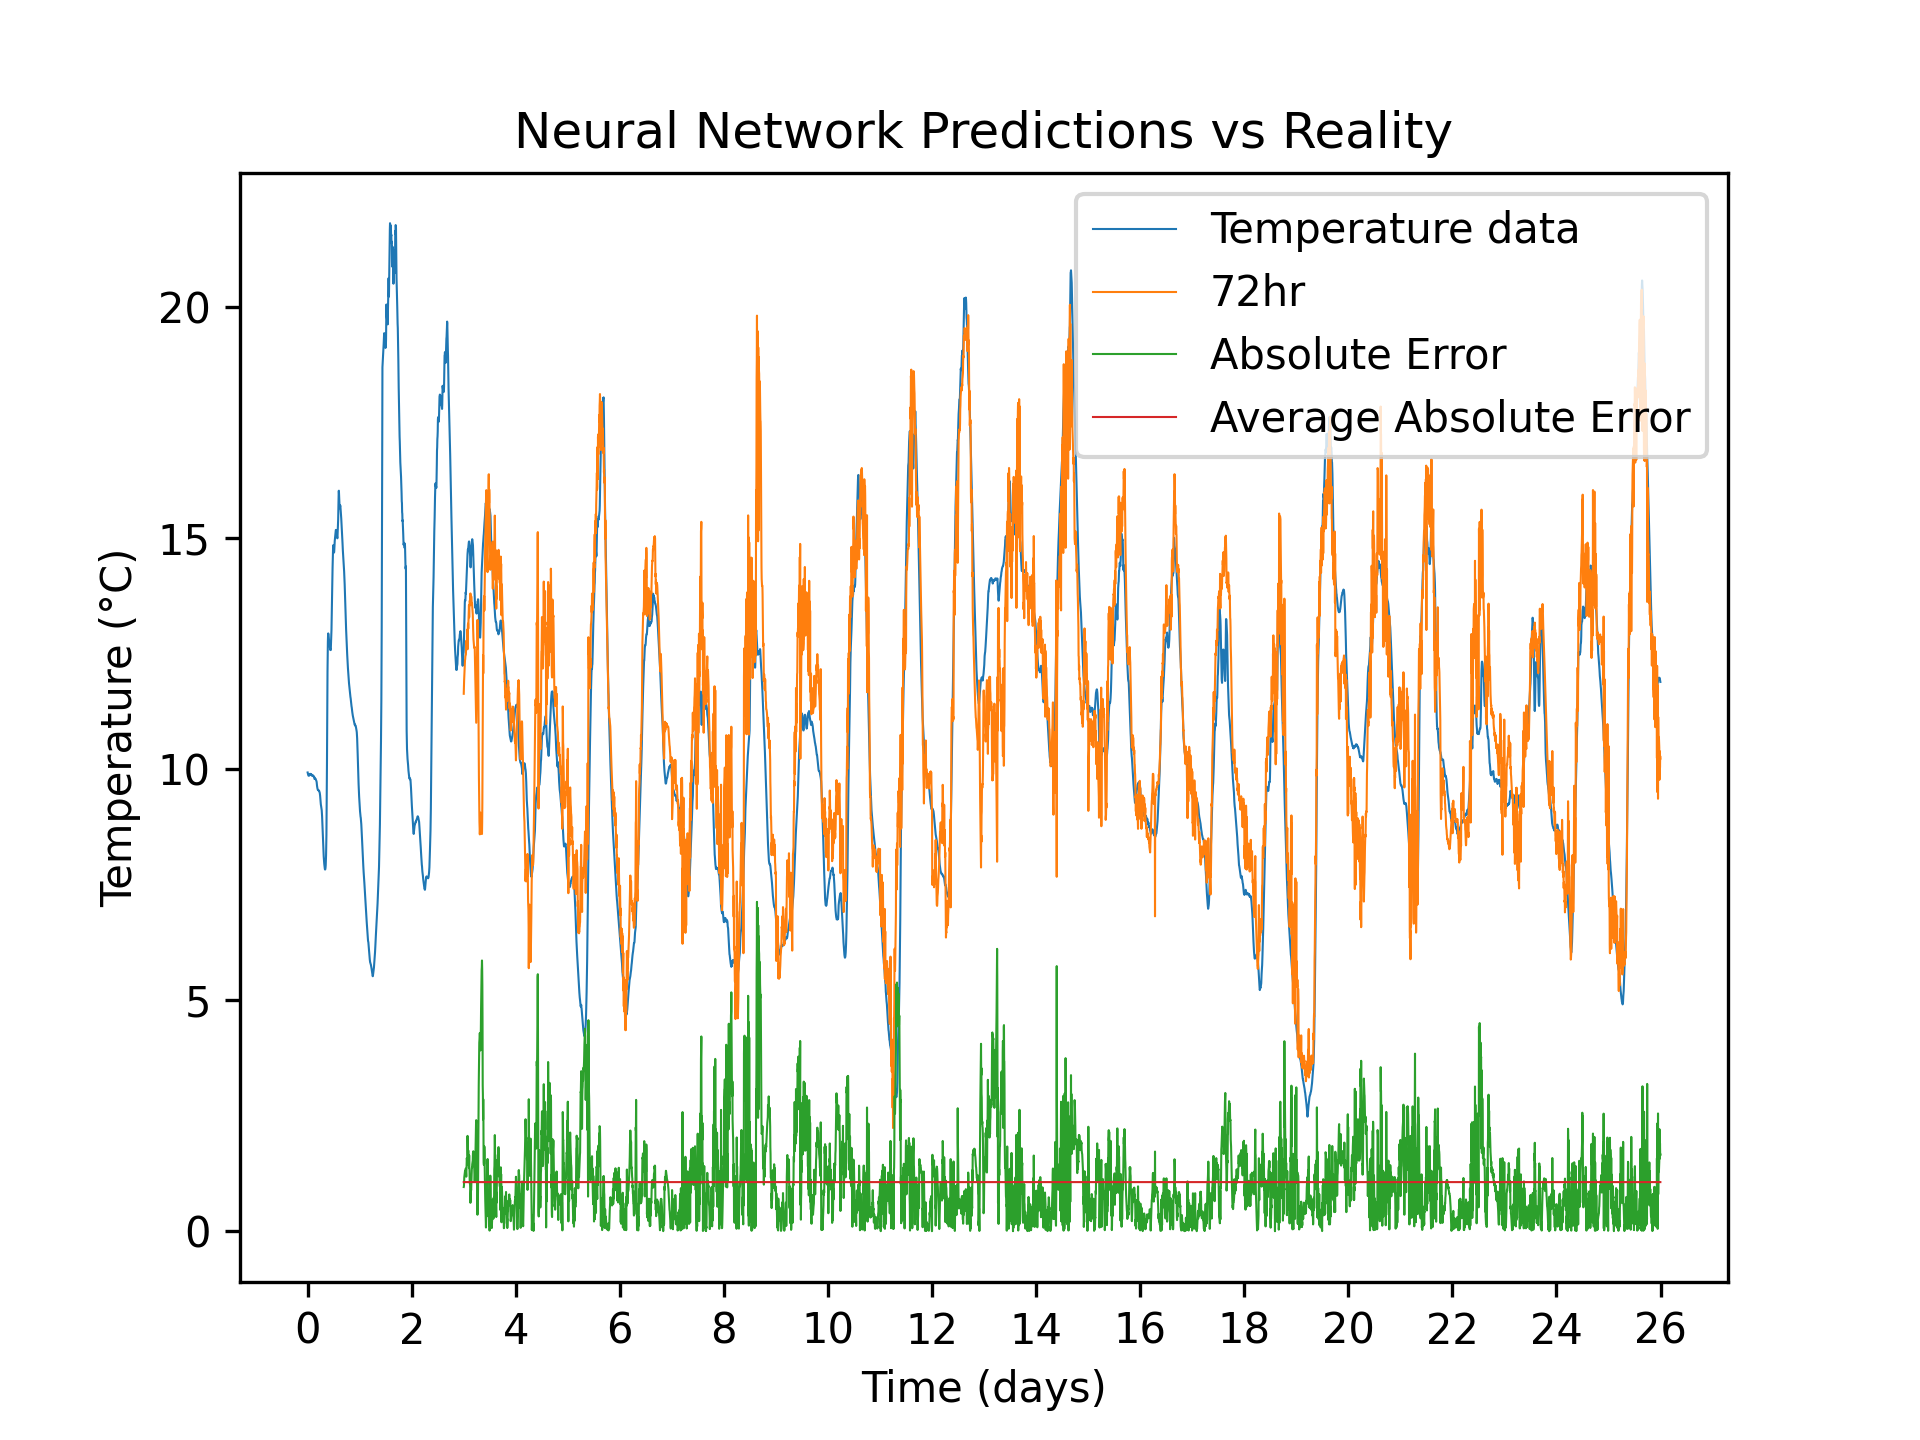 Neural Network Predictions vs Reality
Temperature data
72hr
Absolute Error
Average Absolute Error
Temperature (°C)
20
15
10
5
0
0 2 4 6 8 10 12 14 16 18 20 22 24 26
Time (days)